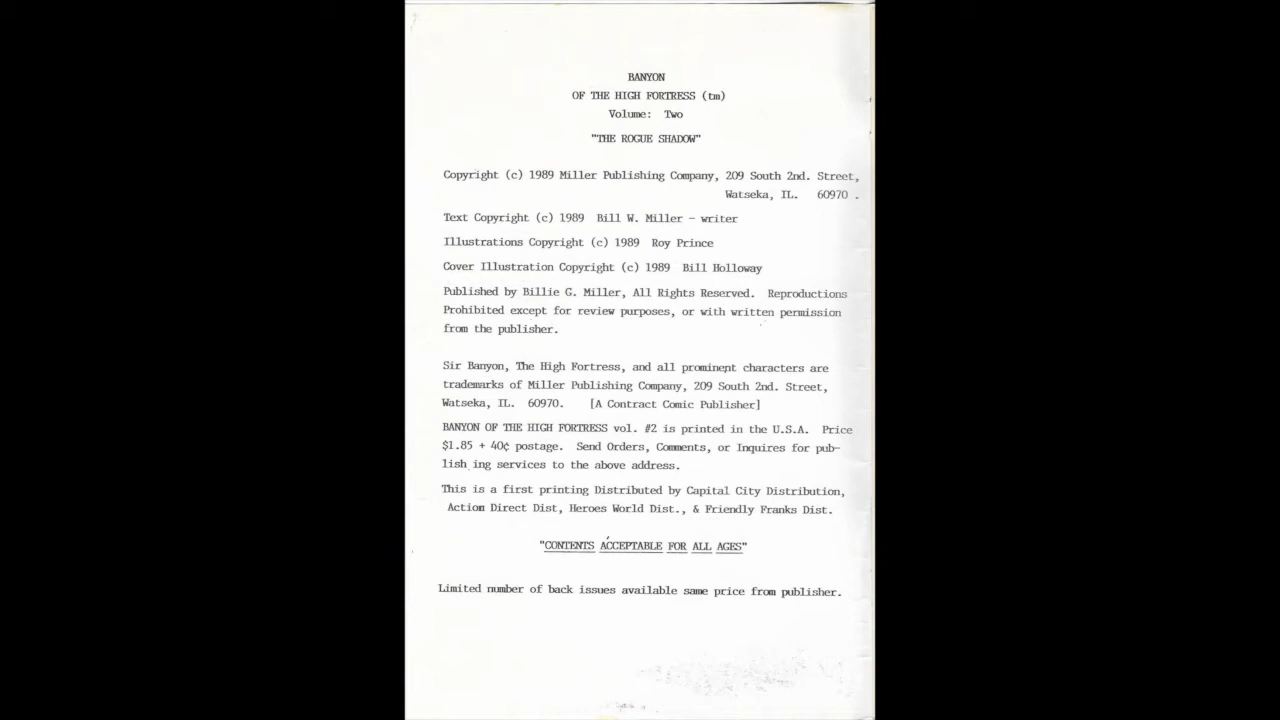 BANYON
OF THE HIGH FORTRESS (tm)
Volume: Two
"THE ROGUE SHADOW"
Copyright (c) 1989 Miller Publishing Company, 209 South 2nd. Street,
Watseka, IL. 60970 .
Text Copyright (c) 1989 Bill W. Miller - writer
Illustrations Copyright (c) 1989 Roy Prince
Cover Illustration Copyright (c) 1989 Bill Holloway
Published by Billie G. Miller, All Rights Reserved. Reproductions
Prohibited except for review purposes, or with written permission
from the publisher.
Sir Banyon, The High Fortress, and all prominent characters are
trademarks of Miller Publishing Company, 209 South 2nd. Street,
Watseka, IL. 60970. [A Contract Comic Publisher]
BANYON OF THE HIGH FORTRESS vol. #2 is printed in the U.S.A. Price
$1.85 + 40¢ postage. Send Orders, Comments, or Inquires for pub-
lish ing services to the above address.
This is a first printing Distributed by Capital City Distribution,
Action Direct Dist, Heroes World Dist., & Friendly Franks Dist.
"CONTENTS ACCEPTABLE FOR ALL AGES"
Limited number of back issues available same price from publisher.